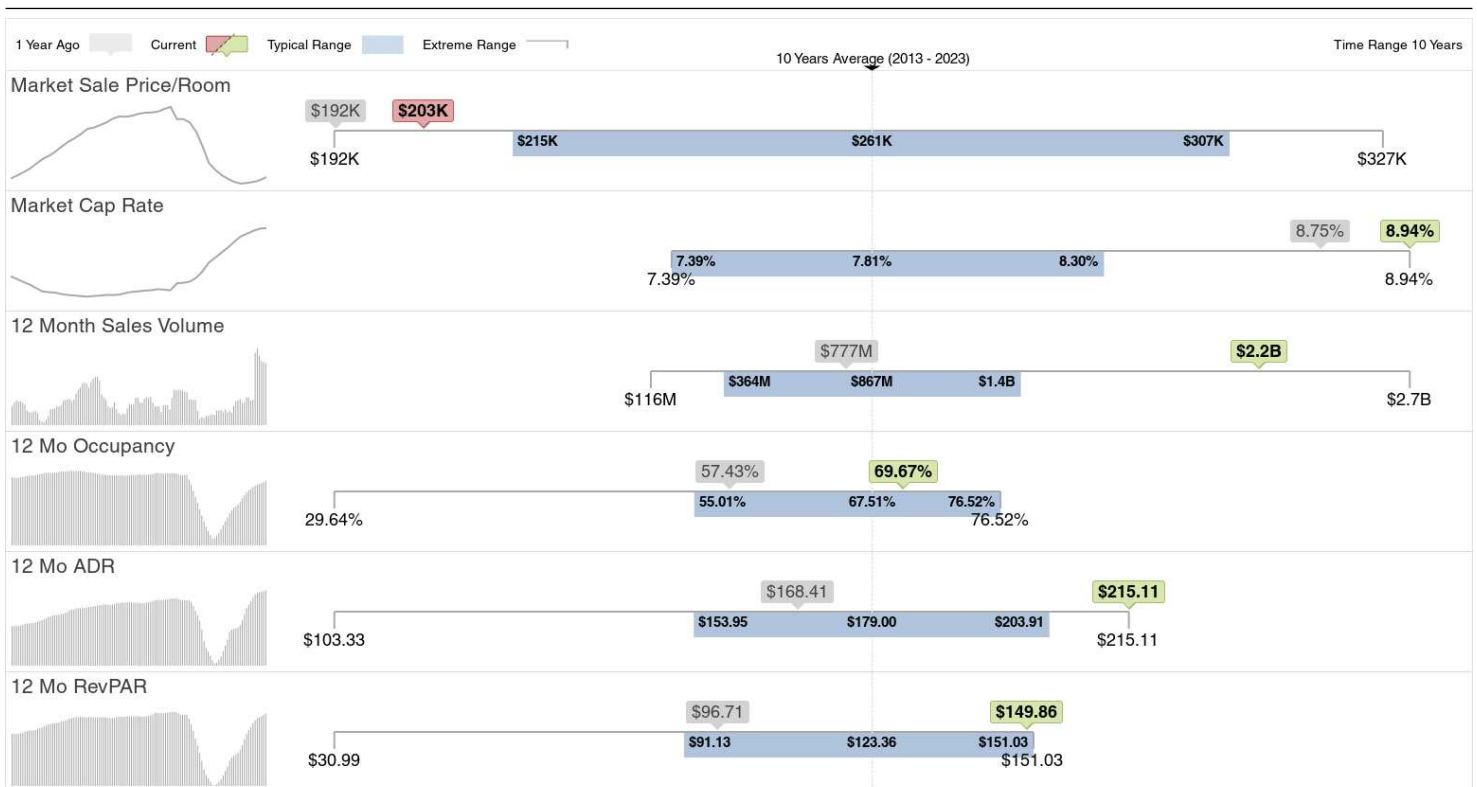 1 Year Ago Current Typical Range Extreme Range Time Range 10 Years
10 Years Average (2013 - 2023)
Market Sale Price/Room
$192K $203K
$215K $261K $307K
$192K $327K
Market Cap Rate
8.75% 8.94%
7.39% 7.81% 8.30%
7.39% 8.94%
12 Month Sales Volume
$777M $2.2B
$364M $867M $1.4B
$116M $2.7B
12 Mo Occupancy
57.43% 69.67%
55.01% 67.51% 76.52%
29.64% 76.52%
12 Mo ADR
$168.41 $215.11
$153.95 $179.00 $203.91
$103.33 $215.11
12 Mo RevPAR
$96.71 $149.86
$91.13 $123.36 $151.03
$30.99 $151.03